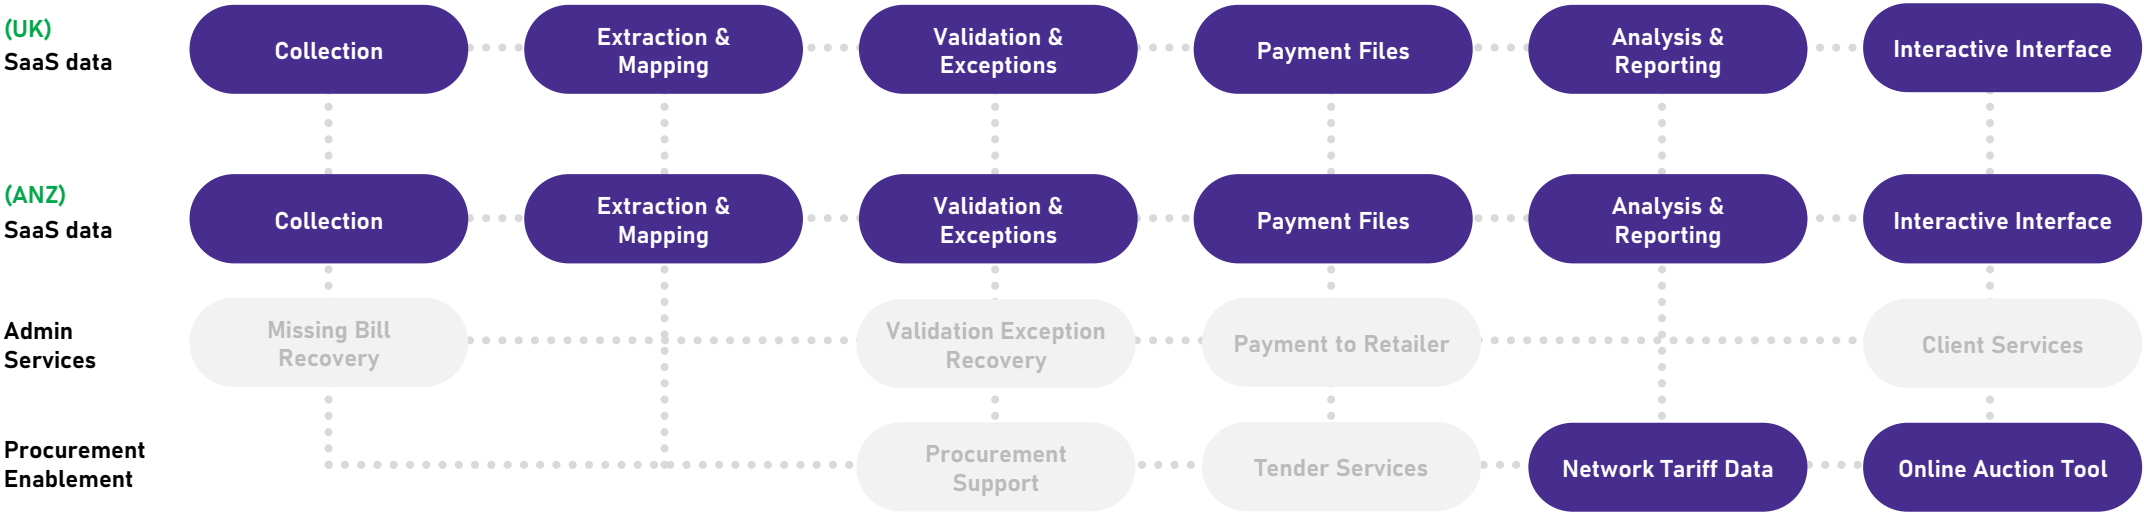 (UK)
SaaS data
Collection
Extraction &
Mapping
Validation &
Exceptions
Payment Files
Analysis &
Reporting
Interactive Interface
(ANZ)
SaaS data
Collection
Extraction &
Mapping
Validation &
Exceptions
Payment Files
Analysis &
Reporting
Interactive Interface
Admin
Services
Missing Bill
Recovery
Validation Exception
Recovery
Payment to Retailer
Client Services
Procurement
Enablement
Procurement
Support
Tender Services
Network Tariff Data
Online Auction Tool